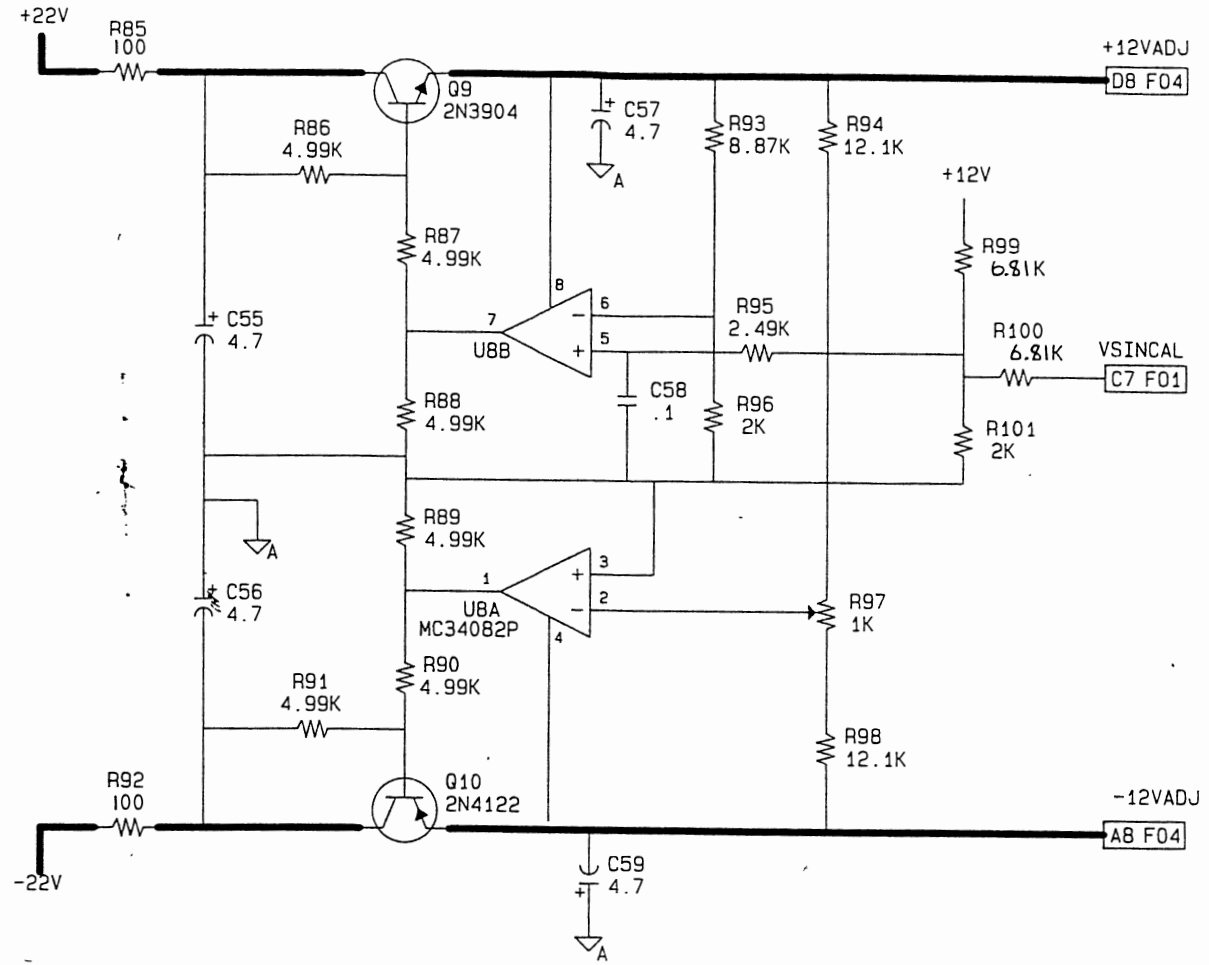 +22V
R85
100
+12VADJ
D8 F04
Q9
2N3904
C57
4.7
A
R93
8.87K
R94
12.1K
R86
4.99K
+12V
R87
4.99K
R99
6.81K
8
6
-
5
+
7
U8B
R95
2.49K
R100
6.81K
VSINCAL
C7 F01
+
C55
4.7
C58
.1
R88
4.99K
R96
2K
R101
2K
R89
4.99K
A
3
+
2
-
1
4
U8A
MC34082P
R97
1K
+
C56
4.7
R90
4.99K
R91
4.99K
R98
12.1K
R92
100
Q10
2N4122
-12VADJ
A8 F04
-22V
C59
4.7
+
A
+